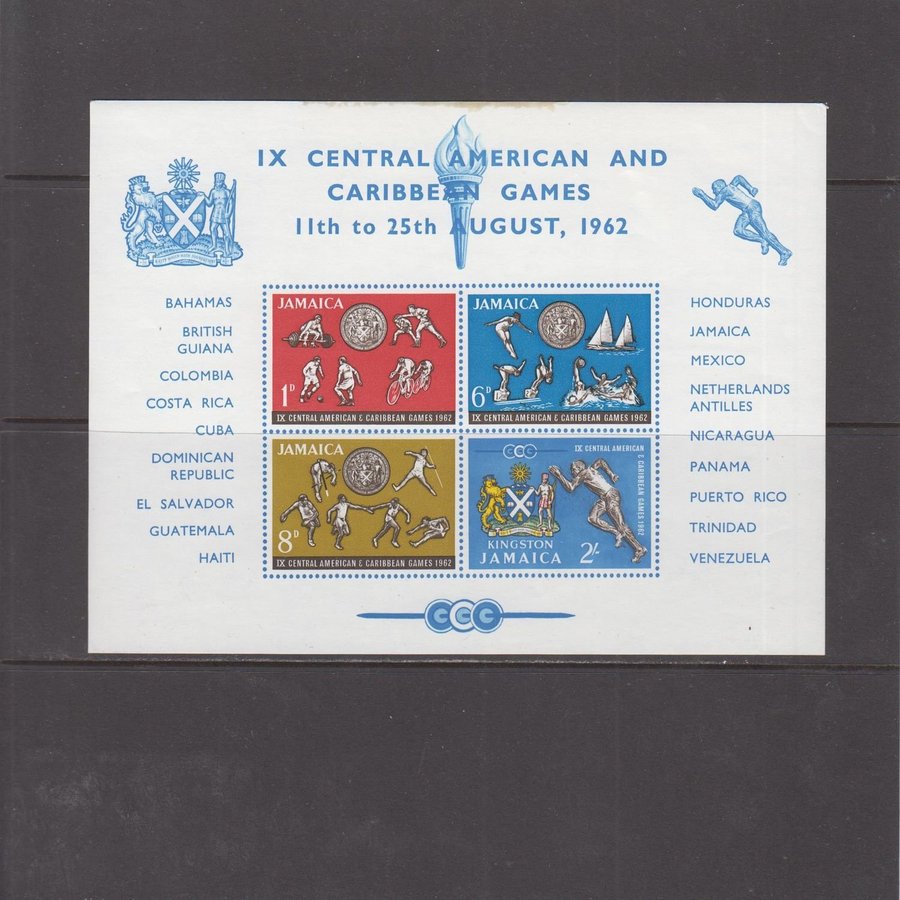 IX CENTRAL AMERICAN AND
CARIBBEAN GAMES
11th to 25th AUGUST, 1962
BAHAMAS
BRITISH
GUIANA
COLOMBIA
COSTA RICA
CUBA
DOMINICAN
REPUBLIC
EL SALVADOR
GUATEMALA
HAITI
JAMAICA
1D
IX CENTRAL AMERICAN & CARIBBEAN GAMES 1962
JAMAICA
6D
IX CENTRAL AMERICAN & CARIBBEAN GAMES 1962
JAMAICA
8D
IX CENTRAL AMERICAN & CARIBBEAN GAMES 1962
CCG
IX CENTRAL AMERICAN
& CARIBBEAN GAMES 1962
KINGSTON
JAMAICA
2/-
HONDURAS
JAMAICA
MEXICO
NETHERLANDS
ANTILLES
NICARAGUA
PANAMA
PUERTO RICO
TRINIDAD
VENEZUELA
CCG